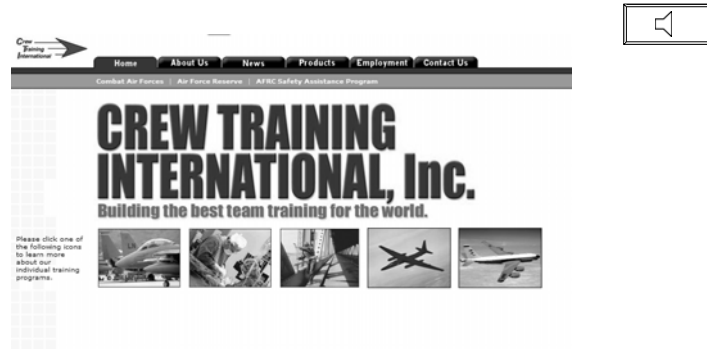 Crew
Training
International
Home About Us News Products Employment Contact Us
Combat Air Forces | Air Force Reserve | AFRC Safety Assistance Program
CREW TRAINING
INTERNATIONAL, Inc.
Building the best team training for the world.
Please click one of
the following icons
to learn more
about our
individual training
programs.